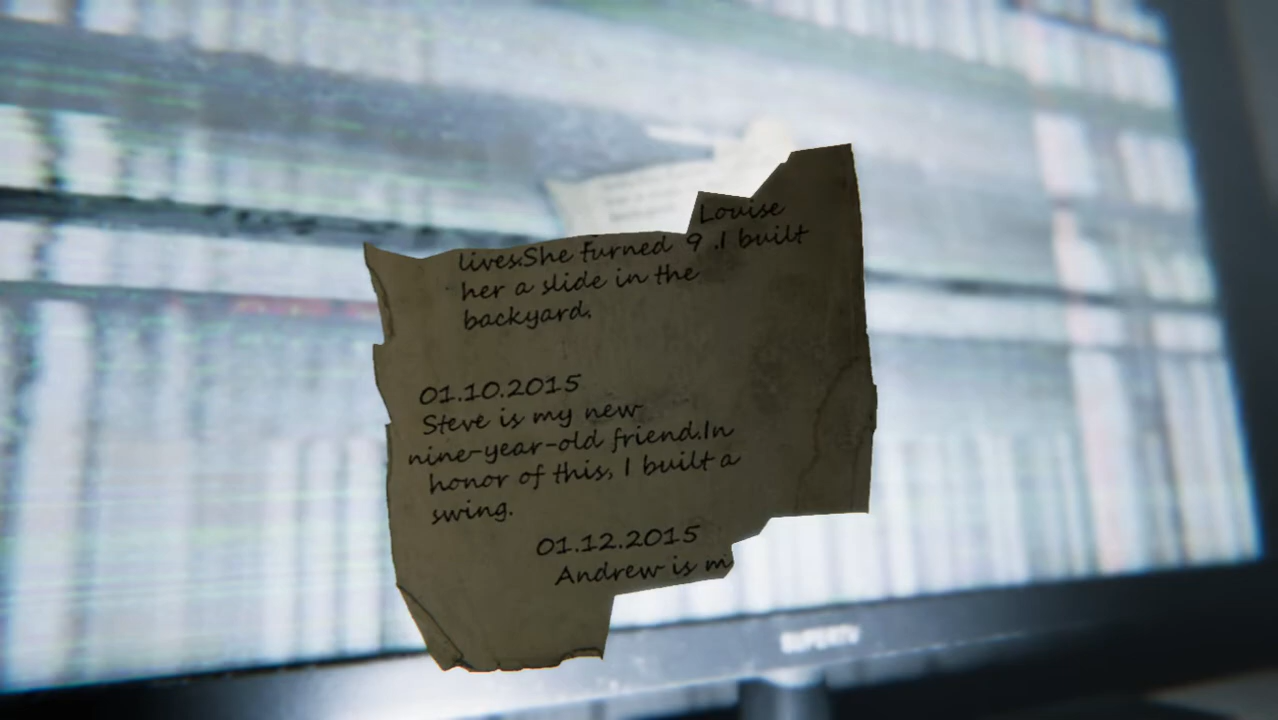 Louise
lives.She turned 9 .I built
her a slide in the
backyard.
01.10.2015
Steve is my new
nine-year-old friend.In
honor of this, I built a
swing.
01.12.2015
Andrew is m
SUPERTV